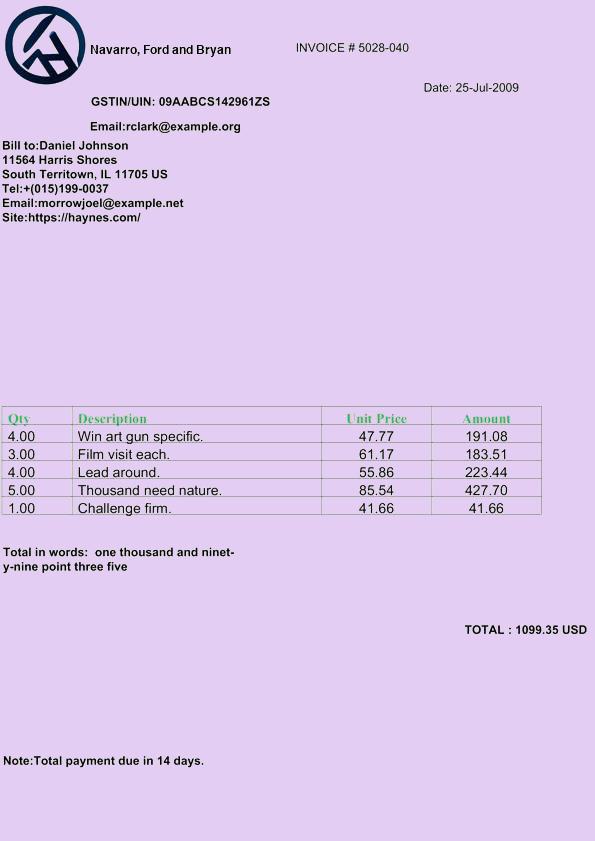 Navarro, Ford and Bryan
INVOICE # 5028-040
Date: 25-Jul-2009
GSTIN/UIN: 09AABCS142961ZS
Email:rclark@example.org
Bill to:Daniel Johnson
11564 Harris Shores
South Territown, IL 11705 US
Tel:+(015)199-0037
Email:morrowjoel@example.net
Site:https://haynes.com/
Qty Description Unit Price Amount
4.00 Win art gun specific. 47.77 191.08
3.00 Film visit each. 61.17 183.51
4.00 Lead around. 55.86 223.44
5.00 Thousand need nature. 85.54 427.70
1.00 Challenge firm. 41.66 41.66
Total in words: one thousand and ninet-
y-nine point three five
TOTAL : 1099.35 USD
Note:Total payment due in 14 days.